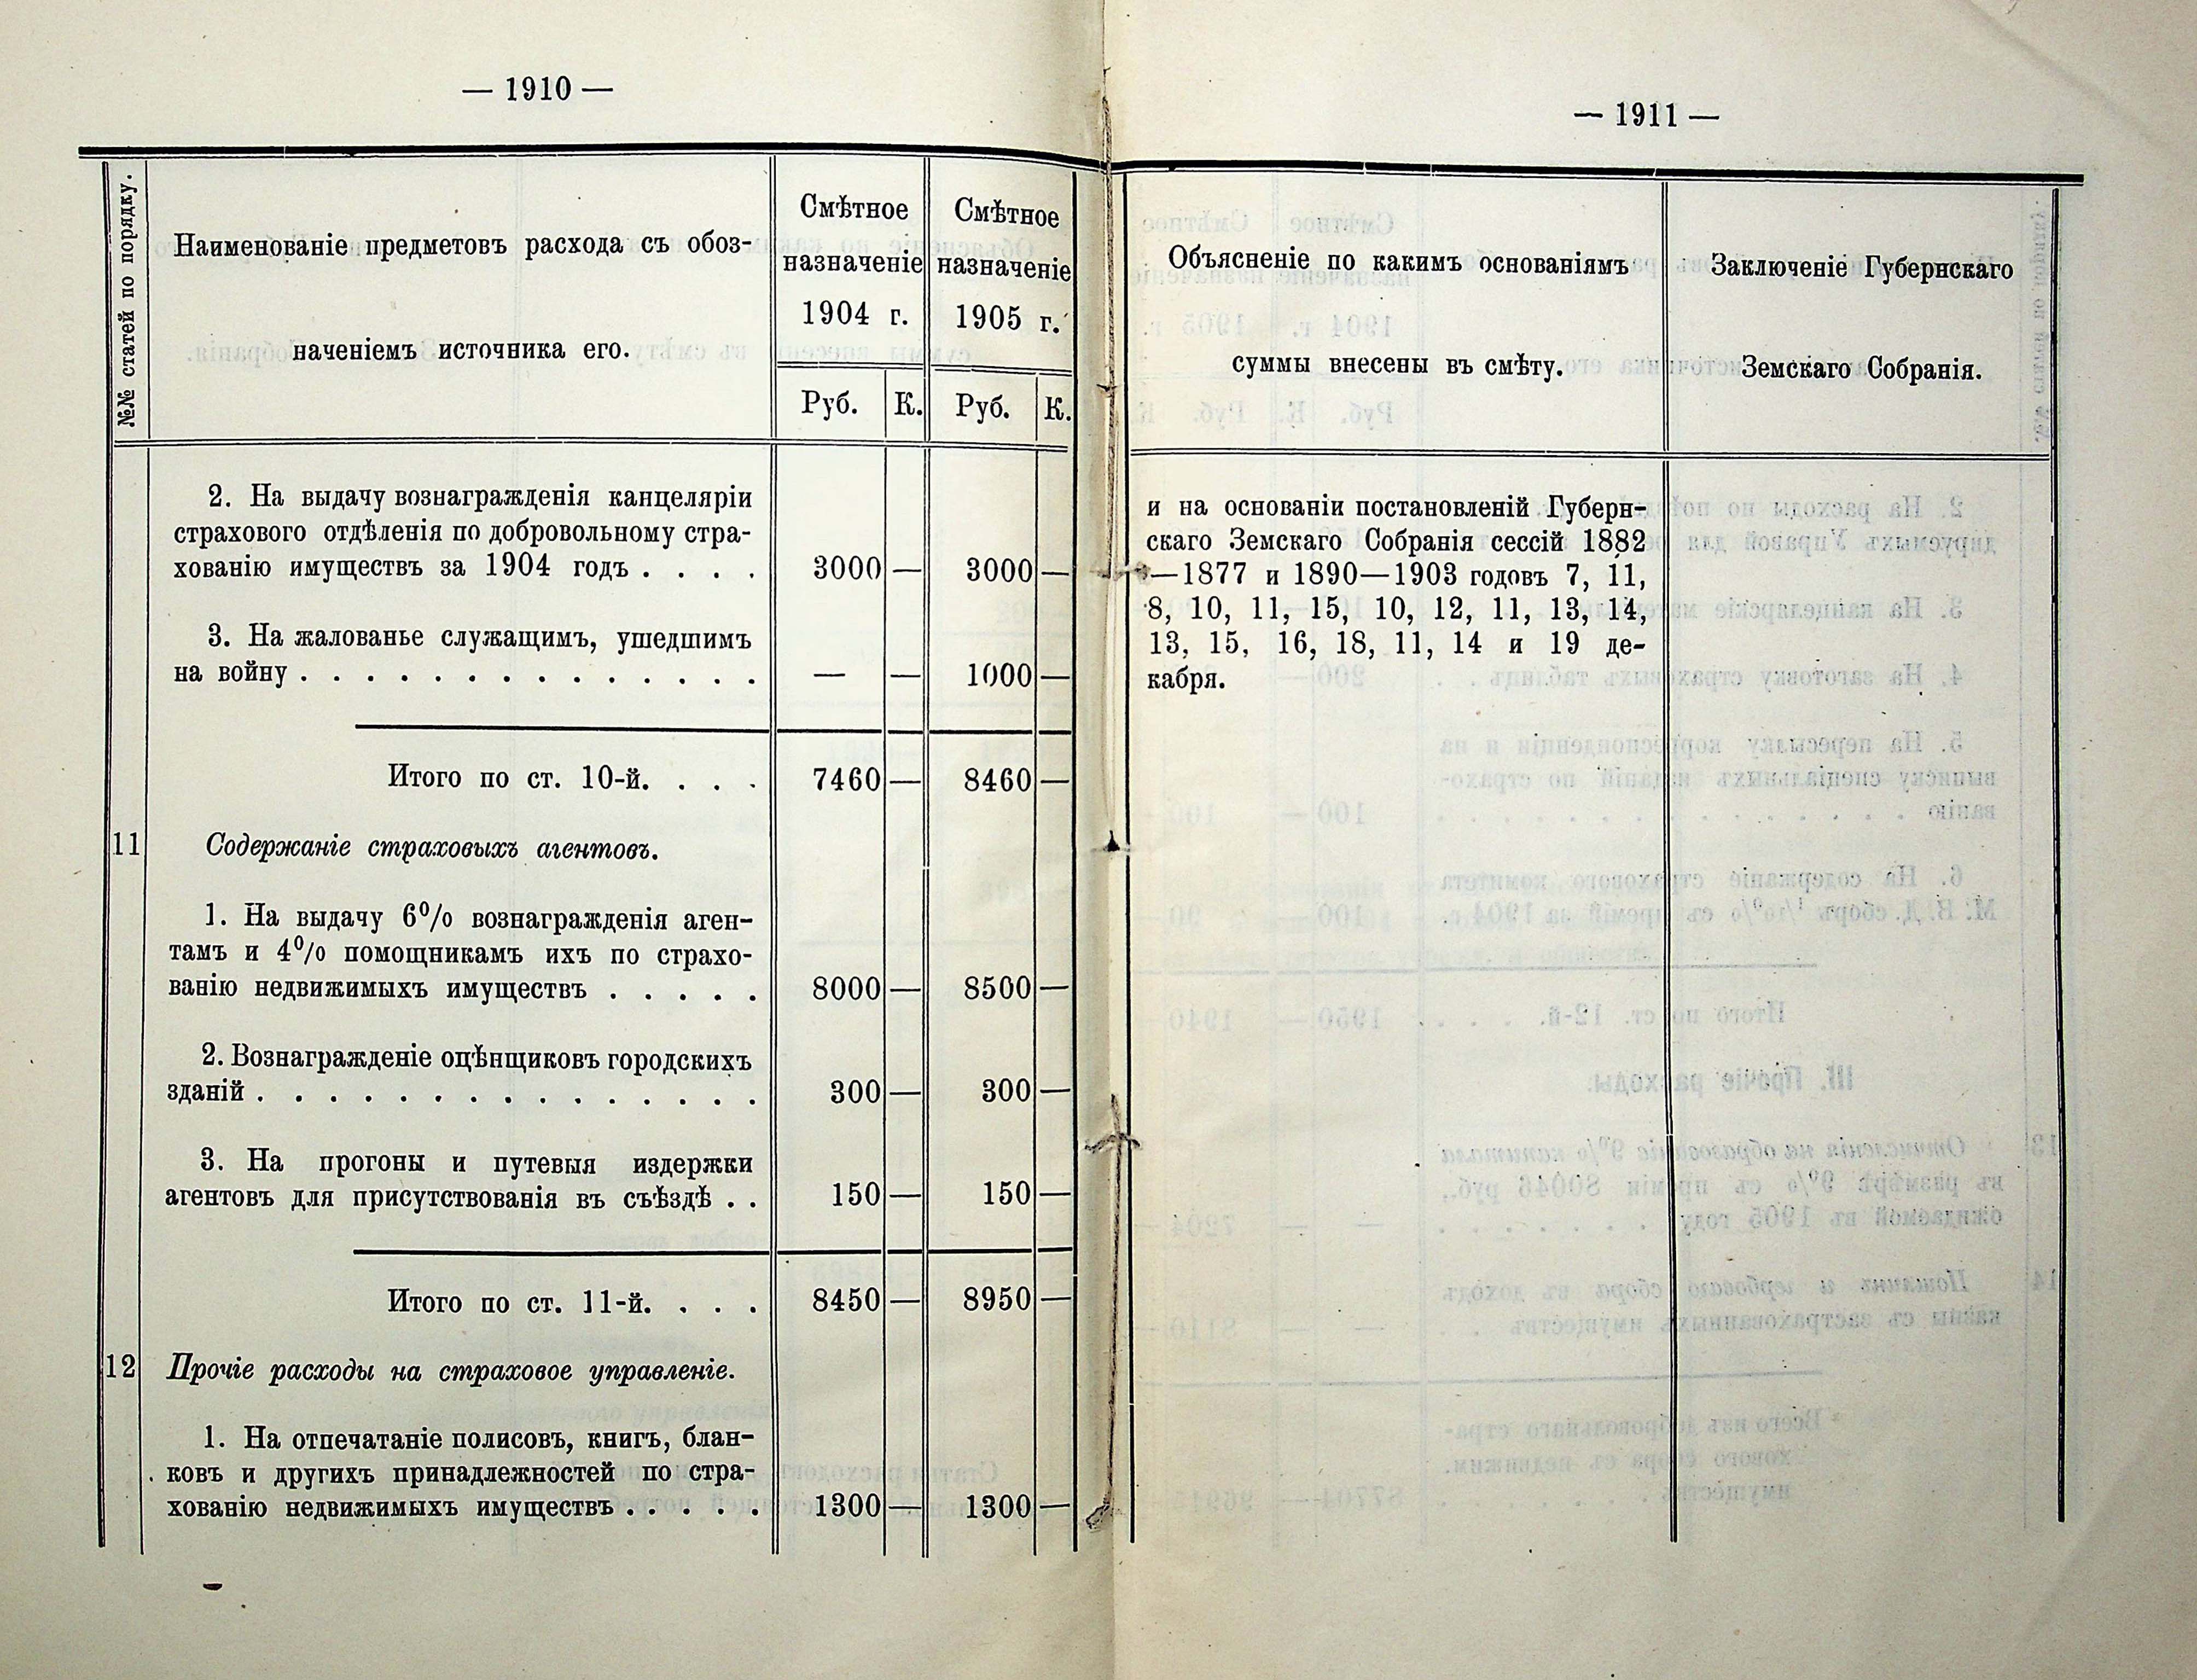 — 1910 —
№№ статей по порядку.
Наименованіе предметовъ расхода съ обоз-
наченіемъ источника его.
Смѣтное
назначеніе
1904 г.
Руб. К.
Смѣтное
назначеніе
1905 г.
Руб. К.
2. На выдачу вознагражденія канцеляріи
страхового отдѣленія по добровольному стра-
хованію имуществъ за 1904 годъ . . . . 3000 — 3000 —
3. На жалованье служащимъ, ушедшимъ
на войну . . . . . . . . . . . . . . — — 1000 —
Итого по ст. 10-й. . . . 7460 — 8460 —
11 Содержаніе страховыхъ агентовъ.
1. На выдачу 6% вознагражденія аген-
тамъ и 4% помощникамъ ихъ по страхо-
ванію недвижимыхъ имуществъ . . . . . 8000 — 8500 —
2. Вознагражденіе оцѣнщиковъ городскихъ
зданій . . . . . . . . . . . . . . . 300 — 300 —
3. На прогоны и путевыя издержки
агентовъ для присутствованія въ съѣздѣ . . 150 — 150 —
Итого по ст. 11-й. . . . 8450 — 8950 —
12 Прочіе расходы на страховое управленіе.
1. На отпечатаніе полисовъ, книгъ, блан-
ковъ и другихъ принадлежностей по стра-
хованію недвижимыхъ имуществъ . . . . . 1300 — 1300 —
— 1911 —
Объясненіе по какимъ основаніямъ
суммы внесены въ смѣту.
Заключеніе Губернскаго
Земскаго Собранія.
и на основаніи постановленій Губерн-
скаго Земскаго Собранія сессій 1882
—1877 и 1890—1903 годовъ 7, 11,
8, 10, 11, 15, 10, 12, 11, 13, 14,
13, 15, 16, 18, 11, 14 и 19 де-
кабря.